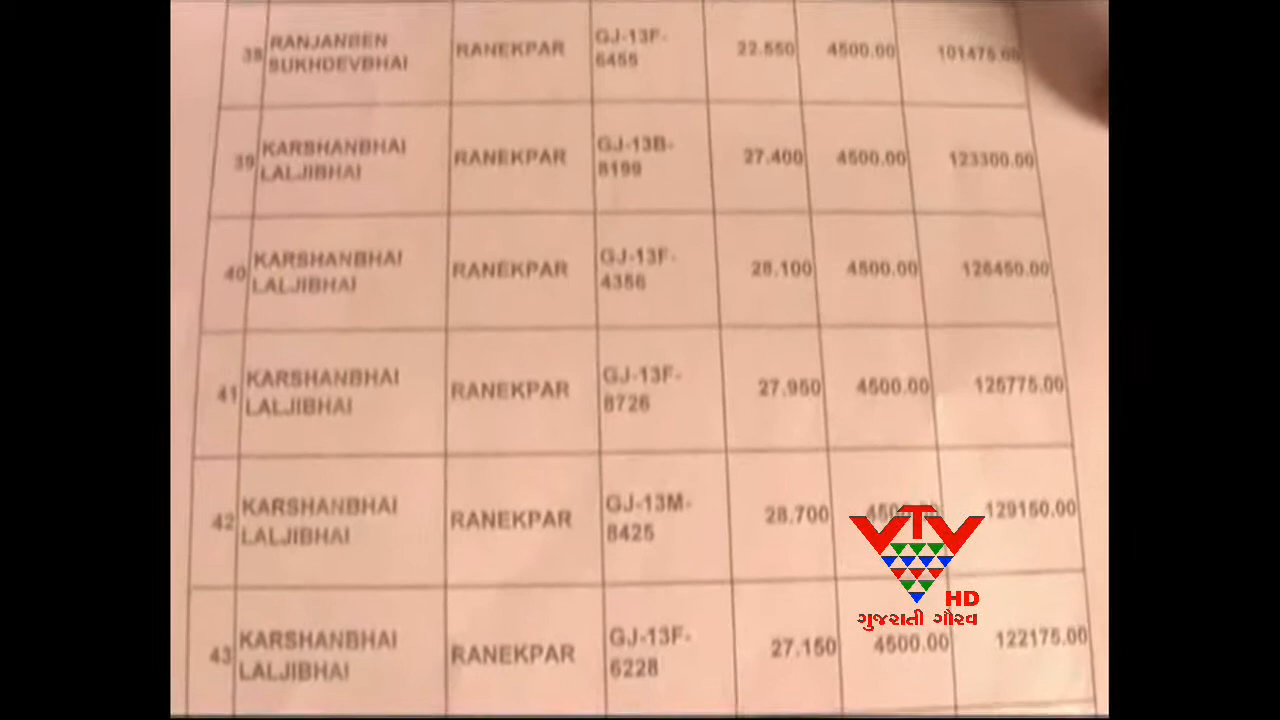 38 RANJANBEN SUKHDEVBHAI RANEKPAR GJ-13F-6455 22.550 4500.00 101475.00
39 KARSHANBHAI LALJIBHAI RANEKPAR GJ-13B-8199 27.400 4500.00 123300.00
40 KARSHANBHAI LALJIBHAI RANEKPAR GJ-13F-4356 28.100 4500.00 126450.00
41 KARSHANBHAI LALJIBHAI RANEKPAR GJ-13F-8726 27.950 4500.00 125775.00
42 KARSHANBHAI LALJIBHAI RANEKPAR GJ-13M-8425 28.700 4500.00 129150.00
43 KARSHANBHAI LALJIBHAI RANEKPAR GJ-13F-6228 27.150 4500.00 122175.00
VTV
HD
ગુજરાતી ગૌરવ